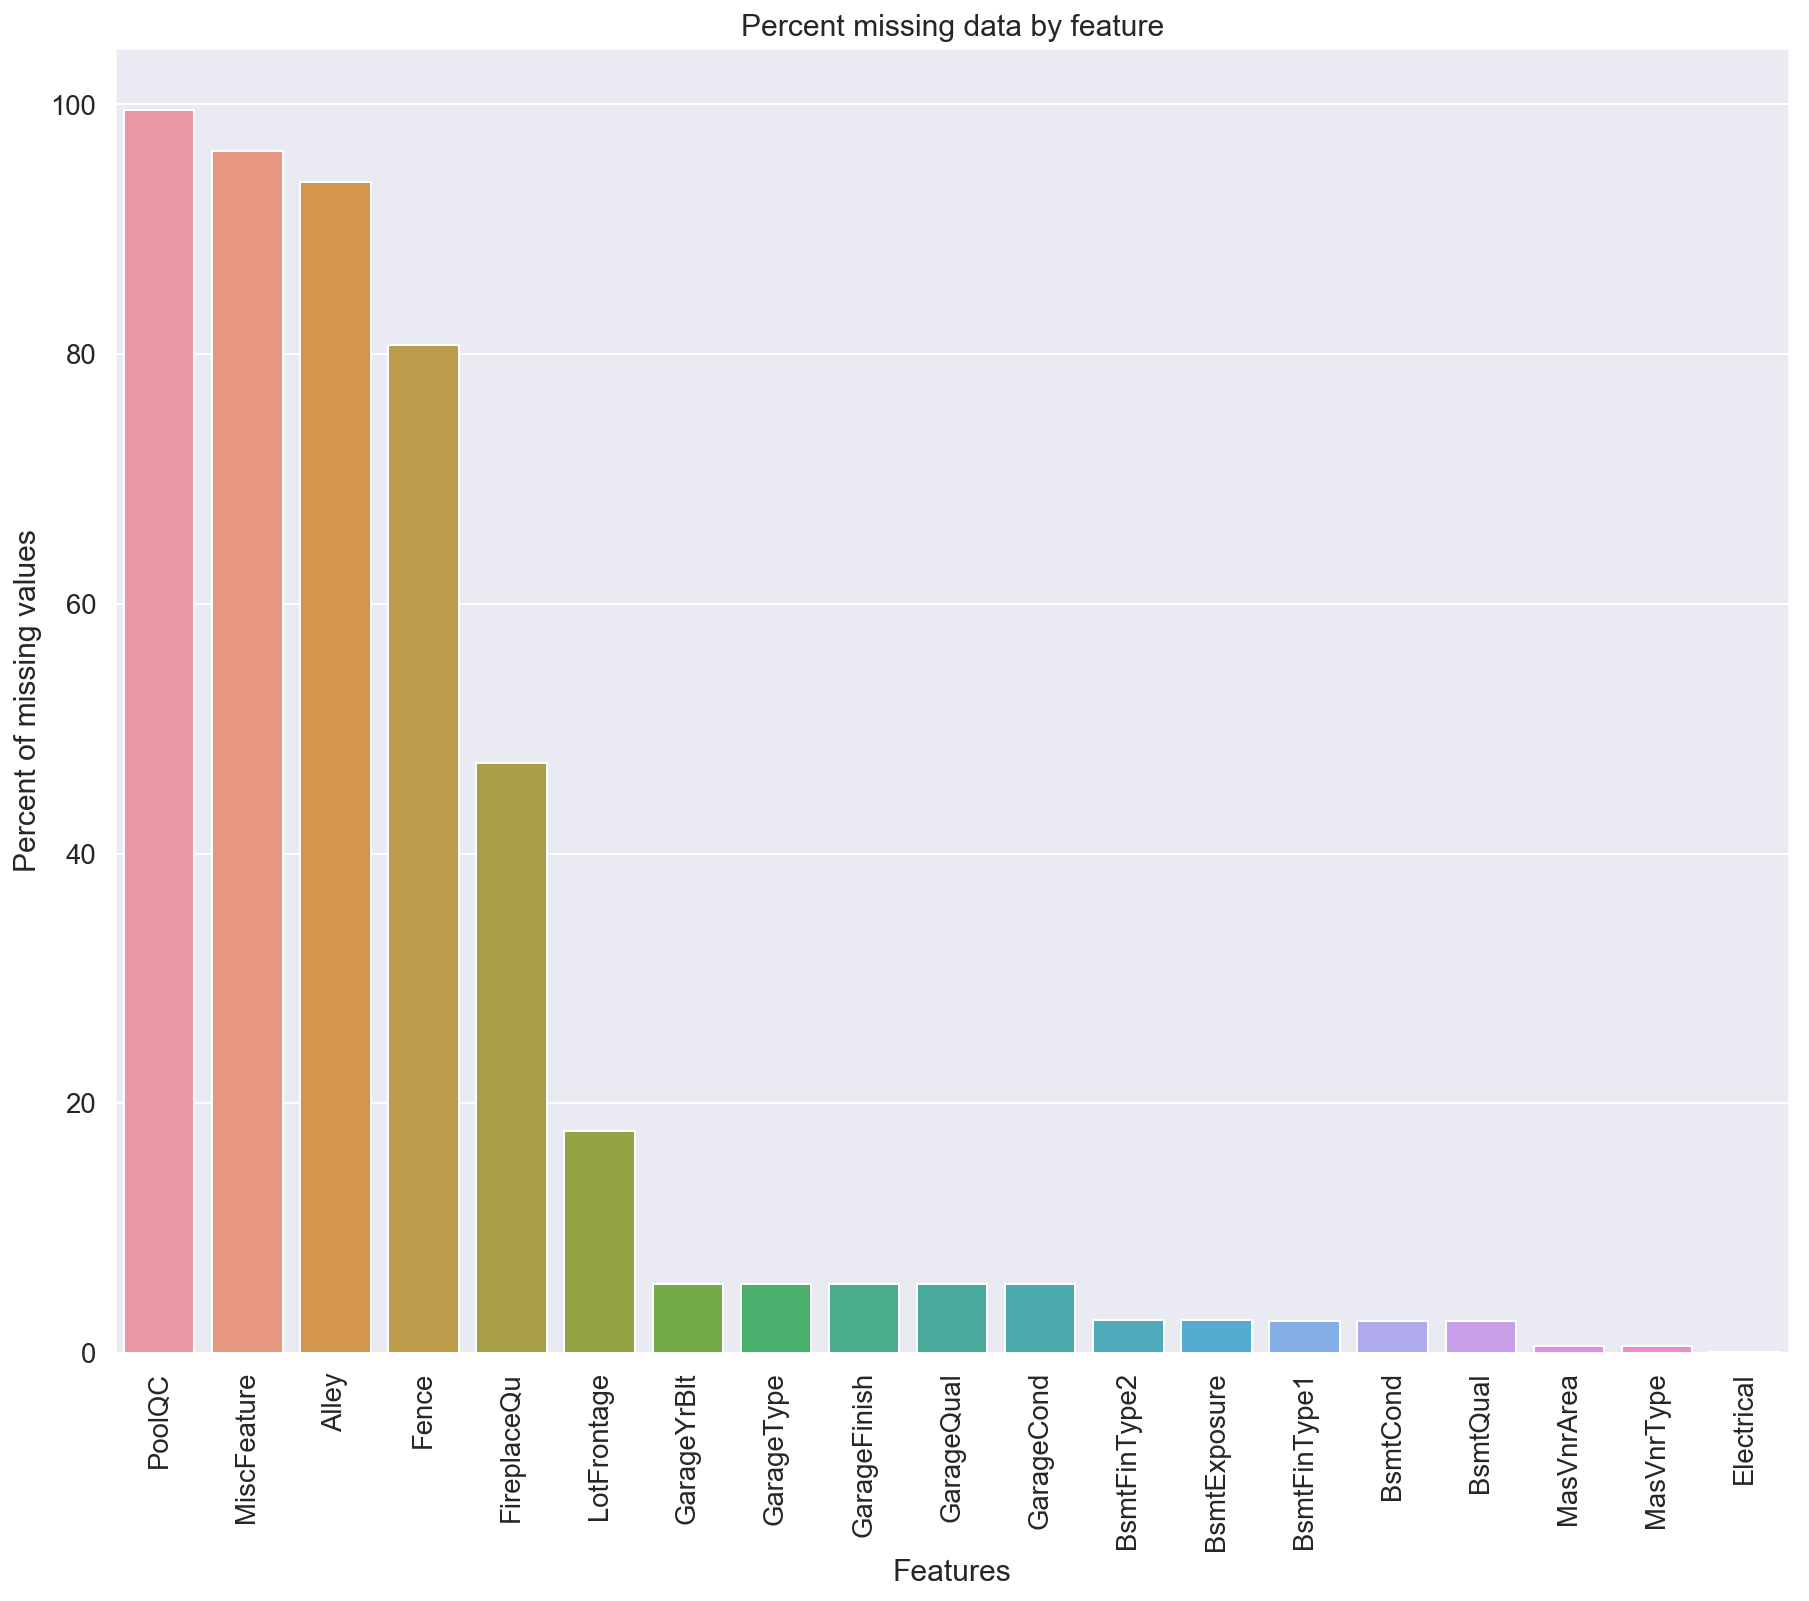 Percent missing data by feature
Percent of missing values
100
80
60
40
20
0
PoolQC
MiscFeature
Alley
Fence
FireplaceQu
LotFrontage
GarageYrBlt
GarageType
GarageFinish
GarageQual
GarageCond
BsmtFinType2
BsmtExposure
BsmtFinType1
BsmtCond
BsmtQual
MasVnrArea
MasVnrType
Electrical
Features